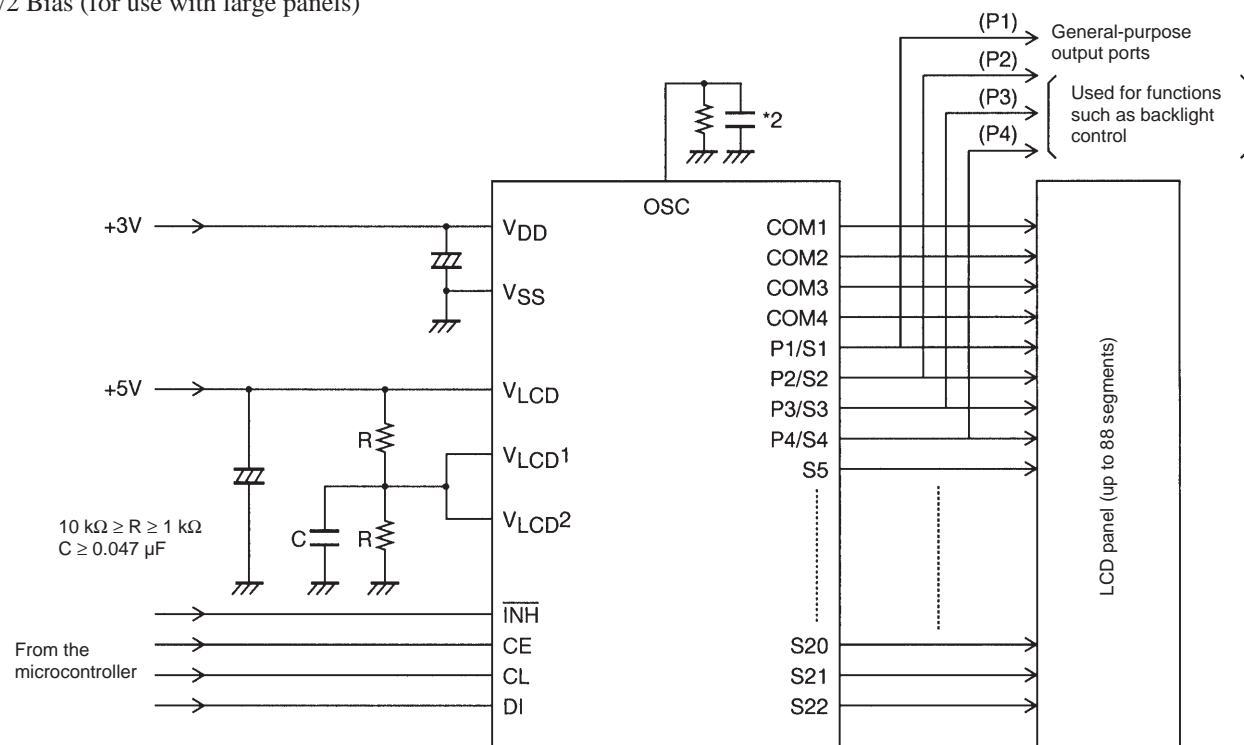 /2 Bias (for use with large panels)
(P1)
General-purpose
output ports
(P2)
(P3)
(P4)
Used for functions
such as backlight
control
*2
OSC
+3V
VDD
VSS
+5V
VLCD
VLCD1
VLCD2
R
C
R
10 kΩ ≥ R ≥ 1 kΩ
C ≥ 0.047 µF
From the
microcontroller
INH
CE
CL
DI
COM1
COM2
COM3
COM4
P1/S1
P2/S2
P3/S3
P4/S4
S5
S20
S21
S22
LCD panel (up to 88 segments)